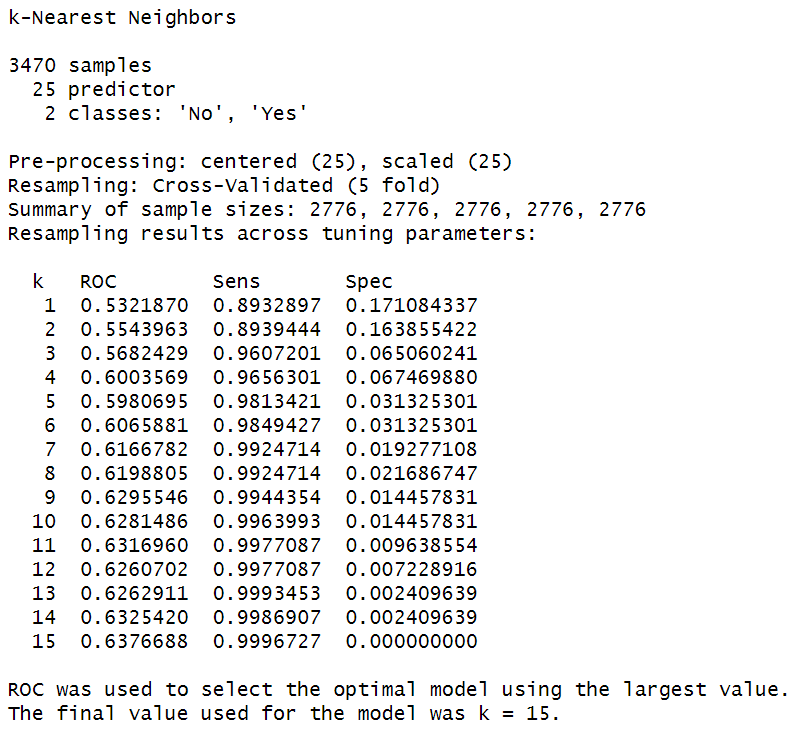 k-Nearest Neighbors
3470 samples
25 predictor
2 classes: 'No', 'Yes'
Pre-processing: centered (25), scaled (25)
Resampling: Cross-Validated (5 fold)
Summary of sample sizes: 2776, 2776, 2776, 2776, 2776
Resampling results across tuning parameters:
k ROC Sens Spec
1 0.5321870 0.8932897 0.171084337
2 0.5543963 0.8939444 0.163855422
3 0.5682429 0.9607201 0.065060241
4 0.6003569 0.9656301 0.067469880
5 0.5980695 0.9813421 0.031325301
6 0.6065881 0.9849427 0.031325301
7 0.6166782 0.9924714 0.019277108
8 0.6198805 0.9924714 0.021686747
9 0.6295546 0.9944354 0.014457831
10 0.6281486 0.9963993 0.014457831
11 0.6316960 0.9977087 0.009638554
12 0.6260702 0.9977087 0.007228916
13 0.6262911 0.9993453 0.002409639
14 0.6325420 0.9986907 0.002409639
15 0.6376688 0.9996727 0.000000000
ROC was used to select the optimal model using the largest value.
The final value used for the model was k = 15.